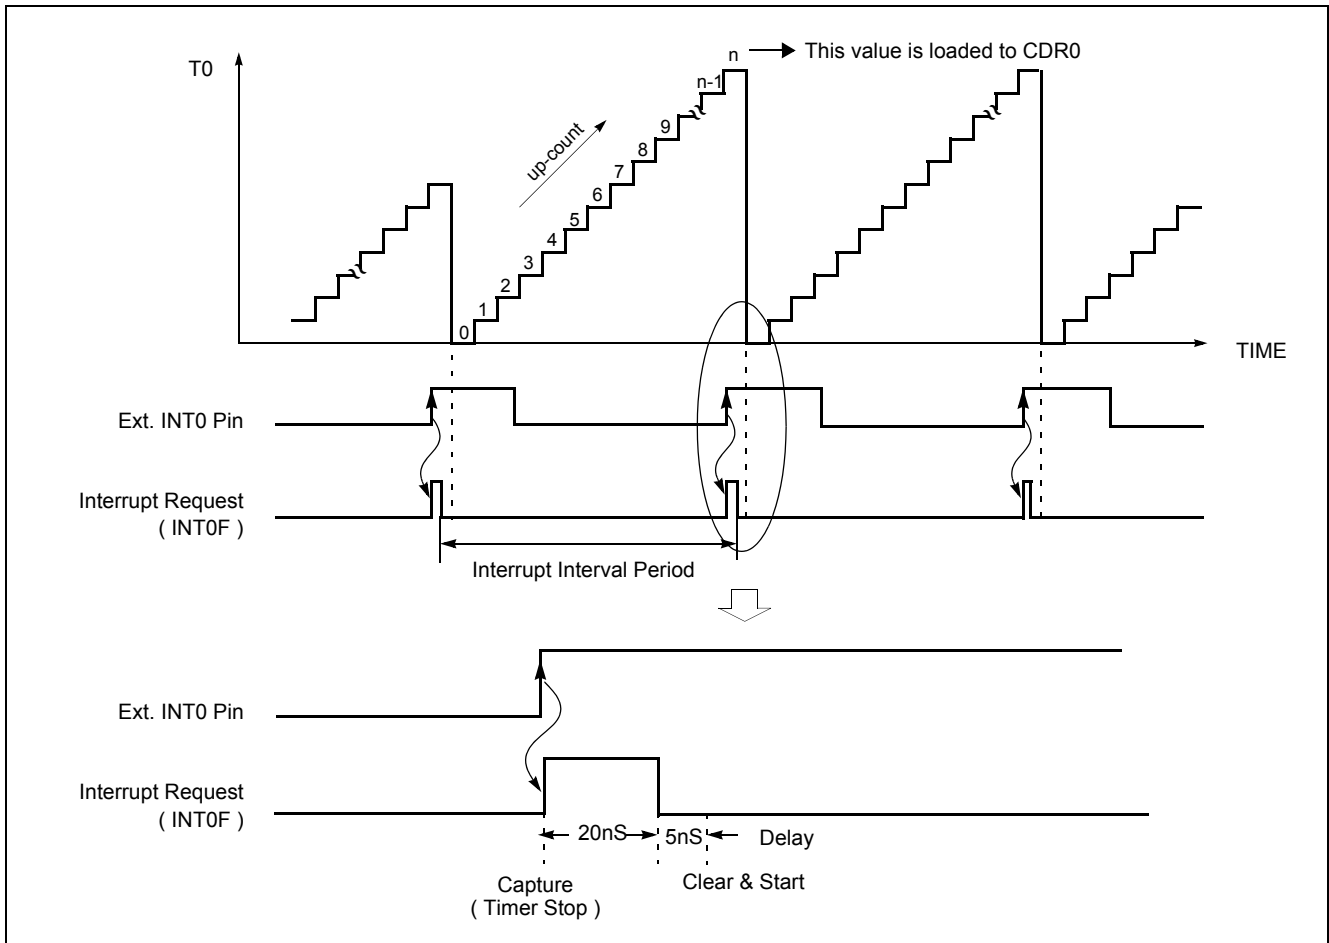 T0
n
This value is loaded to CDR0
n-1
9
8
7
6
5
4
3
2
1
0
up-count
TIME
Ext. INT0 Pin
Interrupt Request
( INT0F )
Interrupt Interval Period
Ext. INT0 Pin
Interrupt Request
( INT0F )
20nS
5nS
Delay
Capture
( Timer Stop )
Clear & Start